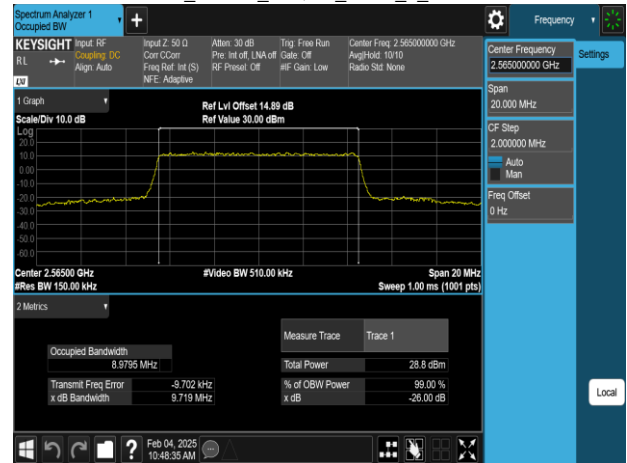 Spectrum Analyzer 1
Occupied BW
Frequency
KEYSIGHT
RL
LXI
Input: RF
Coupling: DC
Align: Auto
Input Z: 50 Ω
Corr CCorr
Freq Ref: Int (S)
NFE: Adaptive
Atten: 30 dB
Pre: Int off, LNA off
RF Presel: Off
Trig: Free Run
Gate: Off
#IF Gain: Low
Center Freq: 2.565000000 GHz
Avg|Hold: 10/10
Radio Std: None
Center Frequency
2.565000000 GHz
Settings
Span
20.000 MHz
CF Step
2.000000 MHz
Auto
Man
Freq Offset
0 Hz
1 Graph
Scale/Div 10.0 dB
Ref Lvl Offset 14.89 dB
Ref Value 30.00 dBm
Log
20.0
10.0
0.00
-10.0
-20.0
-30.0
-40.0
-50.0
-60.0
Center 2.56500 GHz
#Res BW 150.00 kHz
#Video BW 510.00 kHz
Span 20 MHz
Sweep 1.00 ms (1001 pts)
2 Metrics
Measure Trace Trace 1
Occupied Bandwidth
8.9795 MHz
Total Power 28.8 dBm
Transmit Freq Error -9.702 kHz
% of OBW Power 99.00 %
x dB Bandwidth 9.719 MHz
x dB -26.00 dB
Local
?
Feb 04, 2025
10:48:35 AM